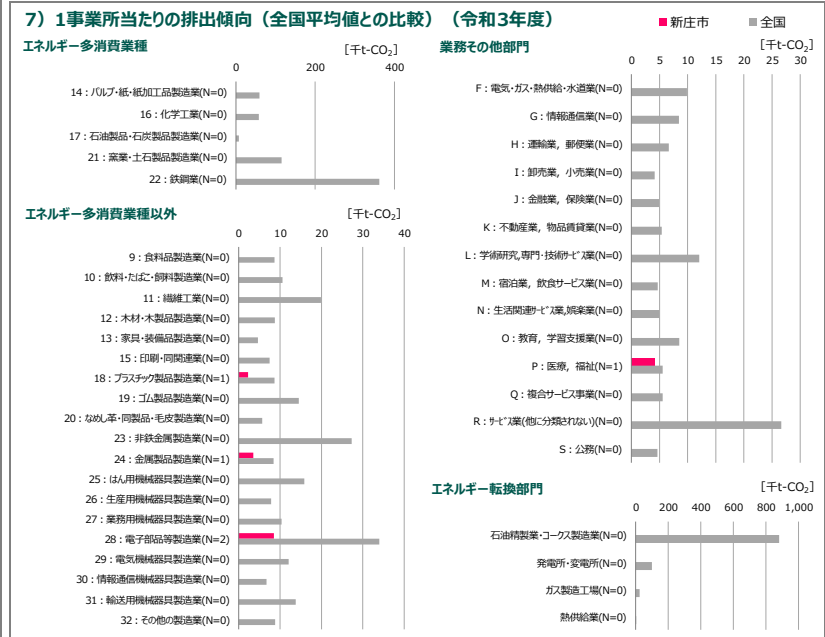 7）1事業所当たりの排出傾向（全国平均値との比較）（令和3年度）
新庄市 全国
エネルギー多消費業種
［千t-CO₂］
0 200 400
14：パルプ・紙・紙加工品製造業(N=0)
16：化学工業(N=0)
17：石油製品・石炭製品製造業(N=0)
21：窯業・土石製品製造業(N=0)
22：鉄鋼業(N=0)
エネルギー多消費業種以外
［千t-CO₂］
0 10 20 30 40
9：食料品製造業(N=0)
10：飲料・たばこ・飼料製造業(N=0)
11：繊維工業(N=0)
12：木材・木製品製造業(N=0)
13：家具・装備品製造業(N=0)
15：印刷・同関連業(N=0)
18：プラスチック製品製造業(N=1)
19：ゴム製品製造業(N=0)
20：なめし革・同製品・毛皮製造業(N=0)
23：非鉄金属製造業(N=0)
24：金属製品製造業(N=1)
25：はん用機械器具製造業(N=0)
26：生産用機械器具製造業(N=0)
27：業務用機械器具製造業(N=0)
28：電子部品等製造業(N=2)
29：電気機械器具製造業(N=0)
30：情報通信機械器具製造業(N=0)
31：輸送用機械器具製造業(N=0)
32：その他の製造業(N=0)
業務その他部門
［千t-CO₂］
0 5 10 15 20 25 30
F：電気・ガス・熱供給・水道業(N=0)
G：情報通信業(N=0)
H：運輸業，郵便業(N=0)
I：卸売業，小売業(N=0)
J：金融業，保険業(N=0)
K：不動産業，物品賃貸業(N=0)
L：学術研究,専門・技術ｻｰﾋﾞｽ業(N=0)
M：宿泊業，飲食サービス業(N=0)
N：生活関連ｻｰﾋﾞｽ業,娯楽業(N=0)
O：教育，学習支援業(N=0)
P：医療，福祉(N=1)
Q：複合サービス事業(N=0)
R：ｻｰﾋﾞｽ業(他に分類されない)(N=0)
S：公務(N=0)
エネルギー転換部門
［千t-CO₂］
0 200 400 600 800 1,000
石油精製業・コークス製造業(N=0)
発電所・変電所(N=0)
ガス製造工場(N=0)
熱供給業(N=0)